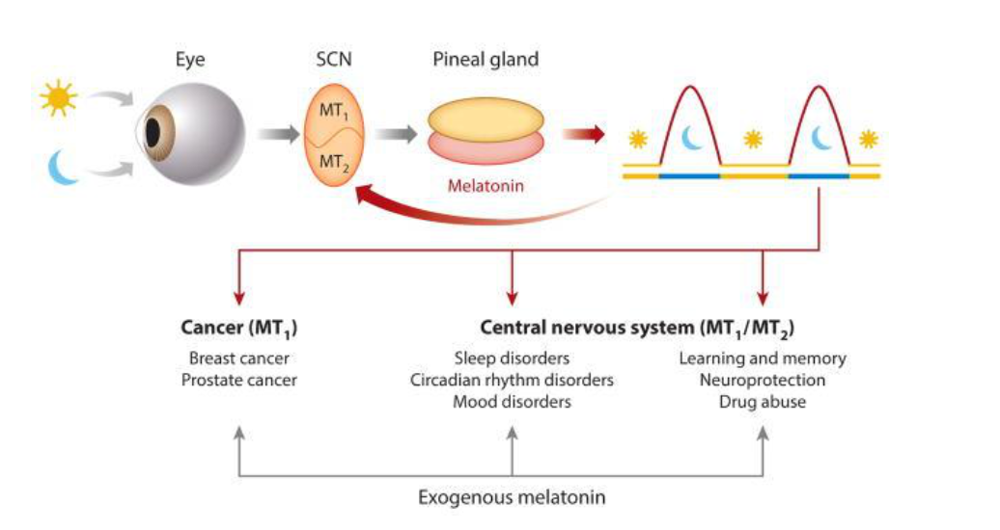 Eye
SCN
Pineal gland
MT₁
MT₂
Melatonin
Cancer (MT₁)
Breast cancer
Prostate cancer
Central nervous system (MT₁/MT₂)
Sleep disorders
Circadian rhythm disorders
Mood disorders
Learning and memory
Neuroprotection
Drug abuse
Exogenous melatonin